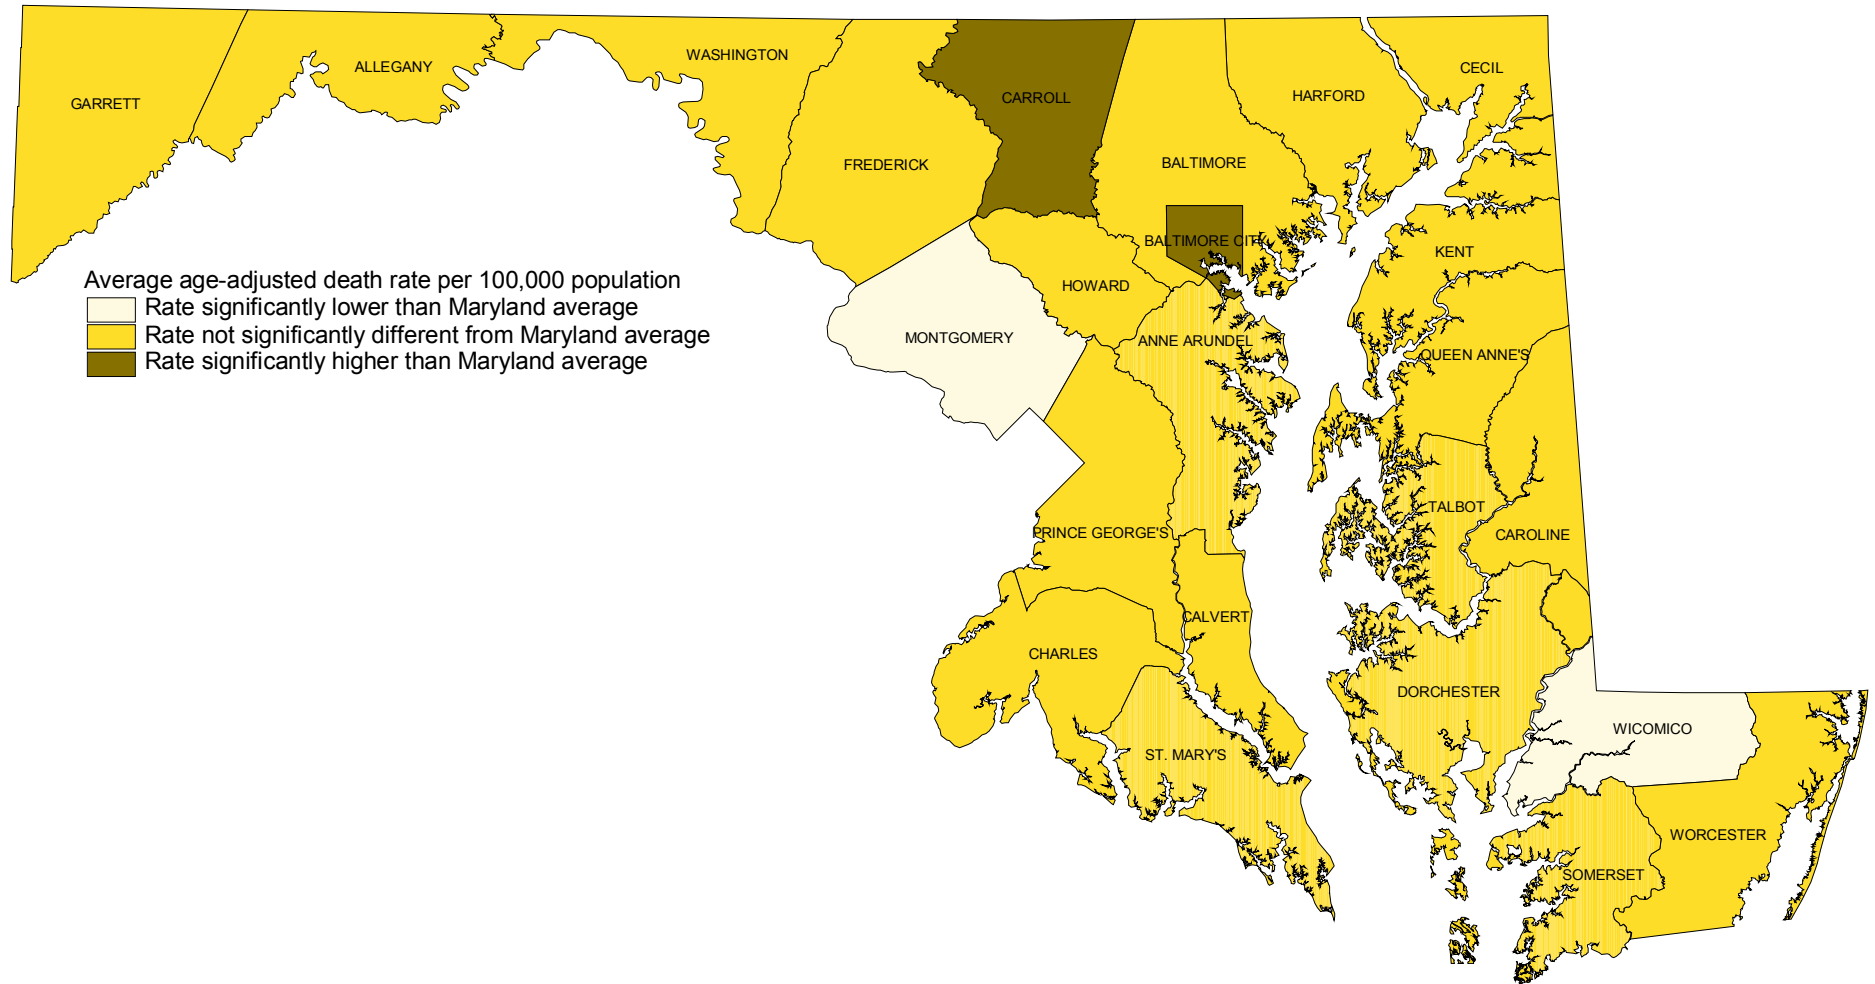 WASHINGTON
ALLEGANY
CECIL
GARRETT
CARROLL
HARFORD
FREDERICK
BALTIMORE
BALTIMORE CITY
KENT
Average age-adjusted death rate per 100,000 population
Rate significantly lower than Maryland average
Rate not significantly different from Maryland average
Rate significantly higher than Maryland average
HOWARD
MONTGOMERY
ANNE ARUNDEL
QUEEN ANNE'S
TALBOT
PRINCE GEORGE'S
CAROLINE
CALVERT
CHARLES
DORCHESTER
WICOMICO
ST. MARY'S
WORCESTER
SOMERSET